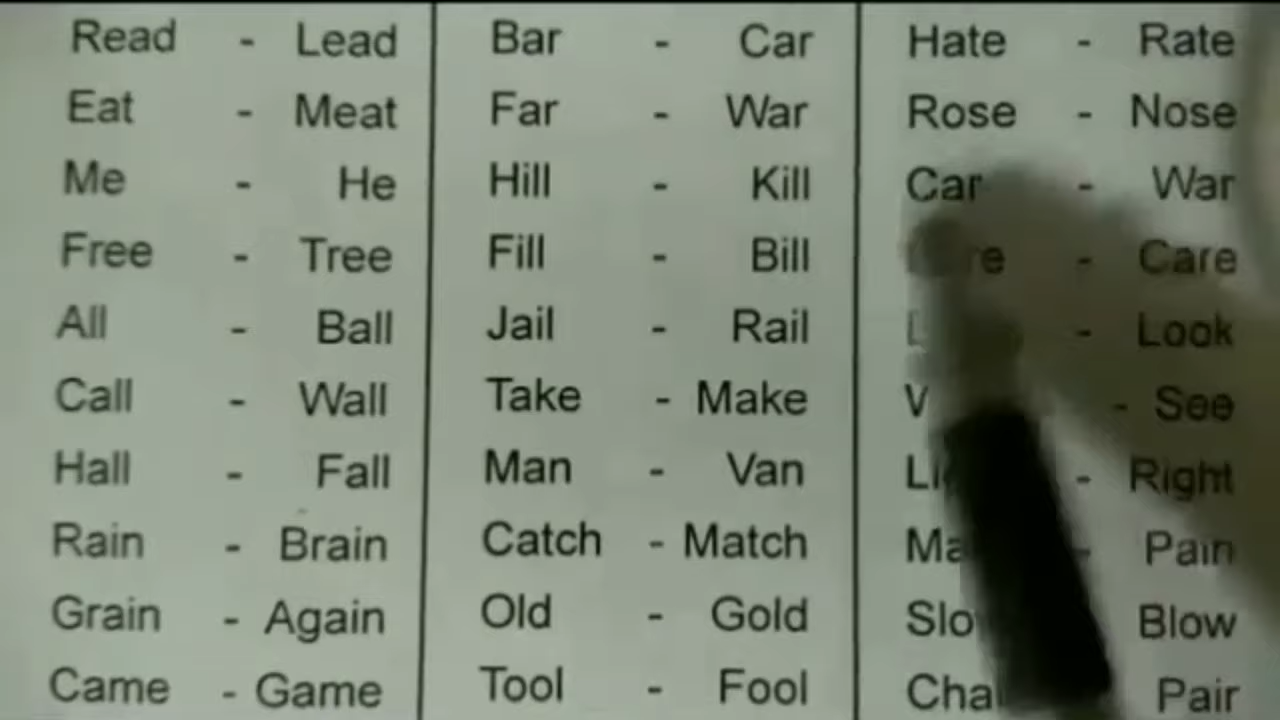 Read - Lead
Eat - Meat
Me - He
Free - Tree
All - Ball
Call - Wall
Hall - Fall
Rain - Brain
Grain - Again
Came - Game
Bar - Car
Far - War
Hill - Kill
Fill - Bill
Jail - Rail
Take - Make
Man - Van
Catch - Match
Old - Gold
Tool - Fool
Hate - Rate
Rose - Nose
Car - War
- Care
- Look
- See
- Right
- Pain
Blow
Pair